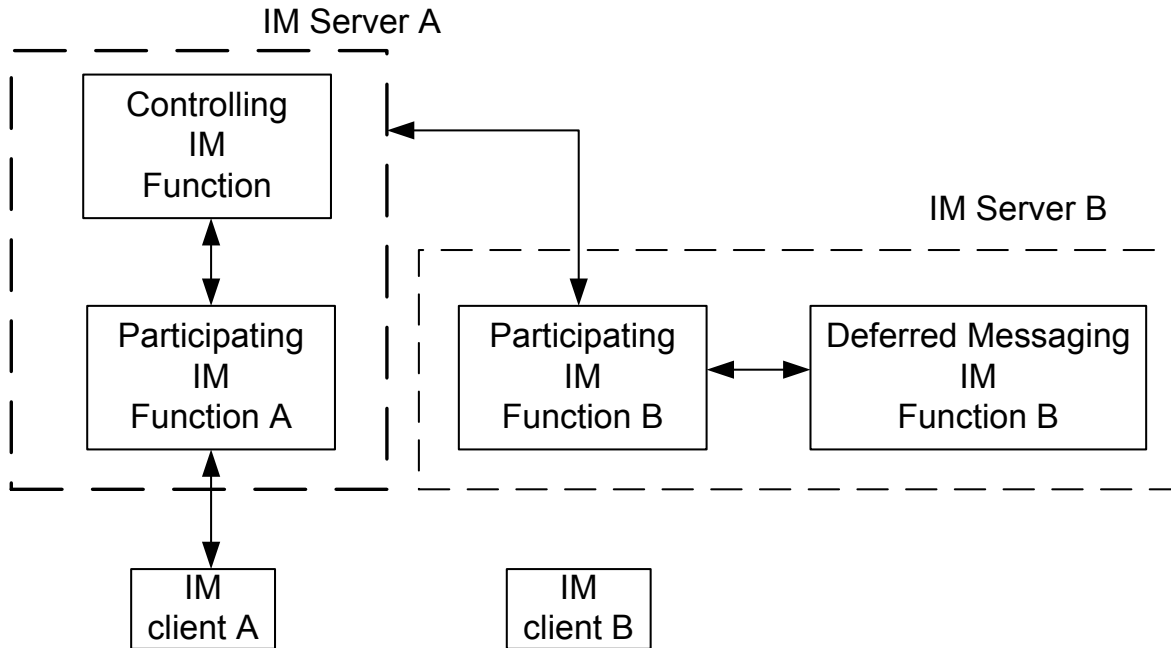 IM Server A
Controlling
IM
Function
IM Server B
Participating
IM
Function A
Participating
IM
Function B
Deferred Messaging
IM
Function B
IM
client A
IM
client B